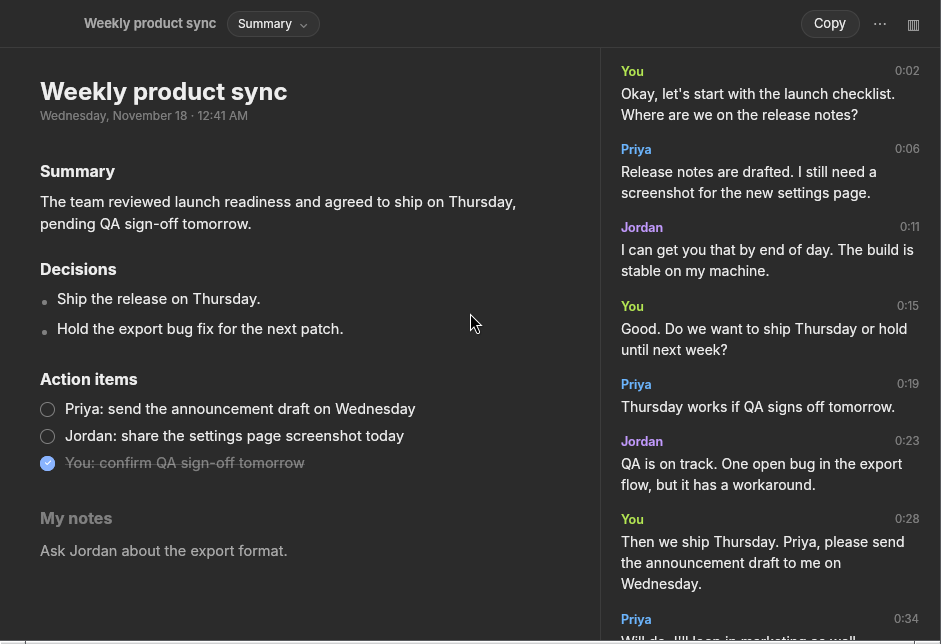 Weekly product sync
Summary
Copy
Weekly product sync
Wednesday, November 18 · 12:41 AM
Summary
The team reviewed launch readiness and agreed to ship on Thursday,
pending QA sign-off tomorrow.
Decisions
Ship the release on Thursday.
Hold the export bug fix for the next patch.
Action items
Priya: send the announcement draft on Wednesday
Jordan: share the settings page screenshot today
You: confirm QA sign-off tomorrow
My notes
Ask Jordan about the export format.
You 0:02
Okay, let's start with the launch checklist.
Where are we on the release notes?
Priya 0:06
Release notes are drafted. I still need a
screenshot for the new settings page.
Jordan 0:11
I can get you that by end of day. The build is
stable on my machine.
You 0:15
Good. Do we want to ship Thursday or hold
until next week?
Priya 0:19
Thursday works if QA signs off tomorrow.
Jordan 0:23
QA is on track. One open bug in the export
flow, but it has a workaround.
You 0:28
Then we ship Thursday. Priya, please send
the announcement draft to me on
Wednesday.
Priya 0:34
Will do. I'll loop in marketing as well.